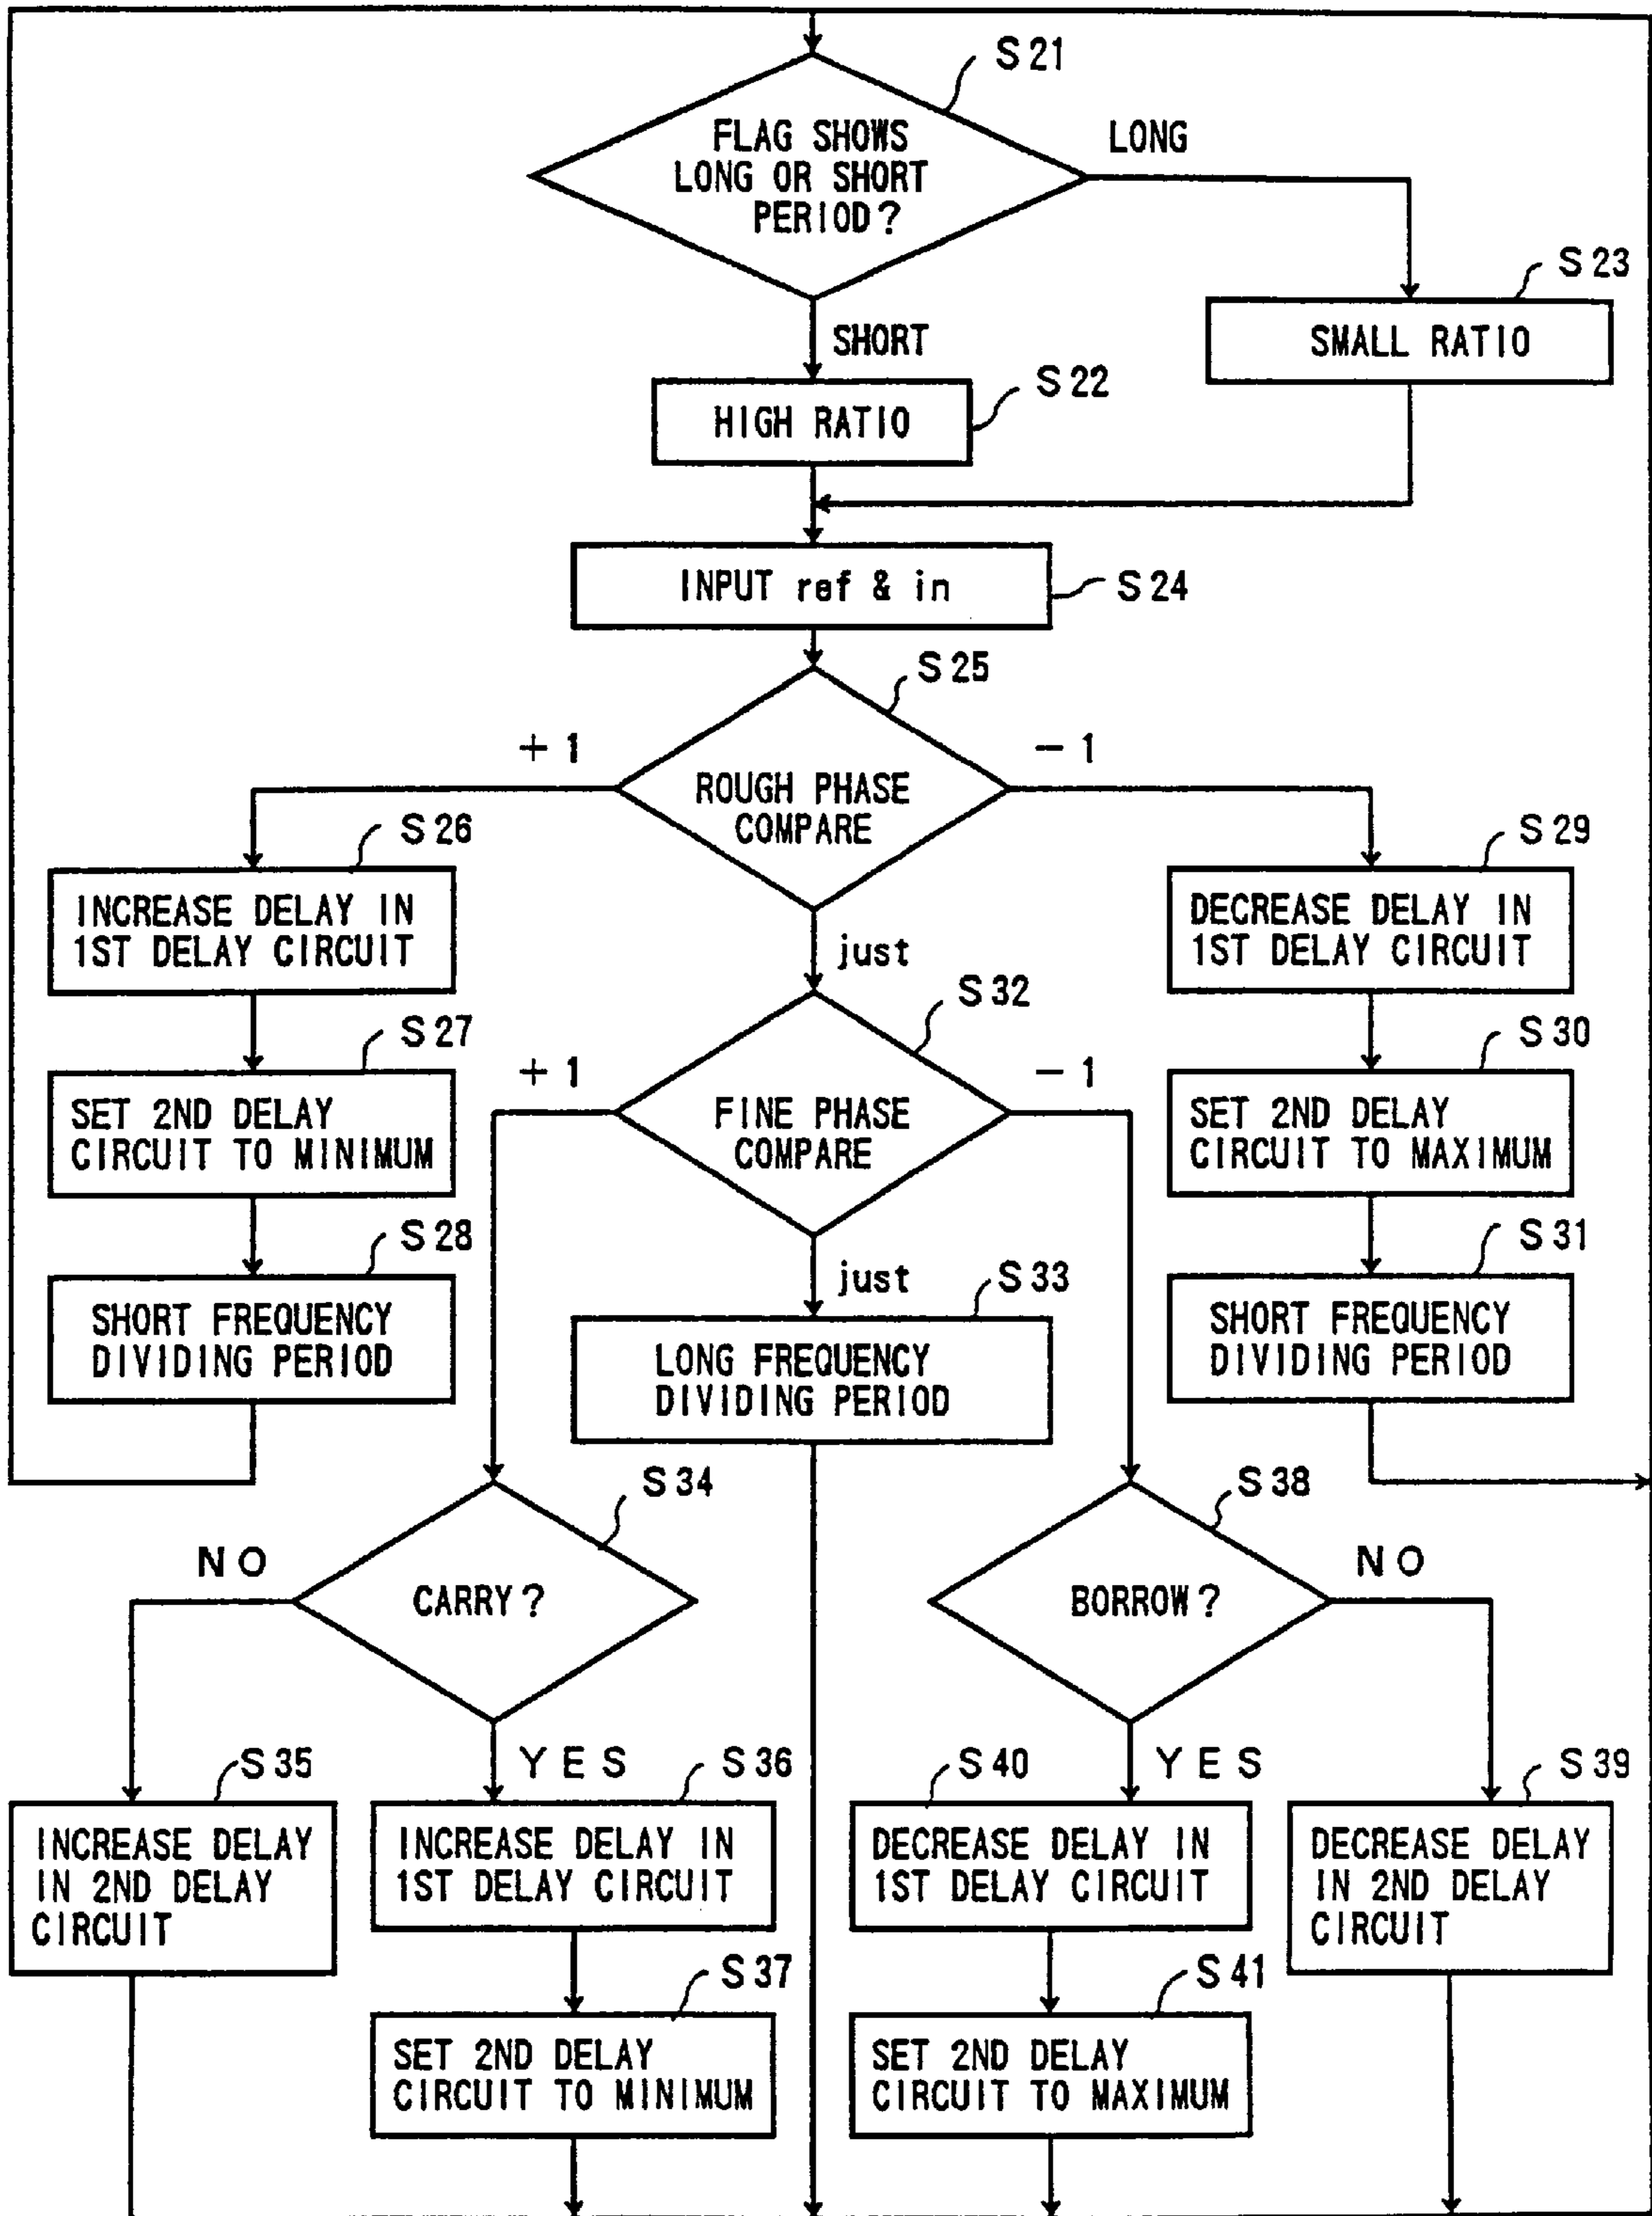 S21
FLAG SHOWS
LONG OR SHORT
PERIOD?
LONG
SHORT
S23
SMALL RATIO
S22
HIGH RATIO
INPUT ref & in
S24
S25
+1
-1
ROUGH PHASE
COMPARE
just
S26
INCREASE DELAY IN
1ST DELAY CIRCUIT
S27
SET 2ND DELAY
CIRCUIT TO MINIMUM
S28
SHORT FREQUENCY
DIVIDING PERIOD
S29
DECREASE DELAY IN
1ST DELAY CIRCUIT
S30
SET 2ND DELAY
CIRCUIT TO MAXIMUM
S31
SHORT FREQUENCY
DIVIDING PERIOD
S32
+1
-1
FINE PHASE
COMPARE
just
S33
LONG FREQUENCY
DIVIDING PERIOD
S34
NO
CARRY?
YES
S35
INCREASE DELAY
IN 2ND DELAY
CIRCUIT
S36
INCREASE DELAY IN
1ST DELAY CIRCUIT
S37
SET 2ND DELAY
CIRCUIT TO MINIMUM
S38
NO
BORROW?
YES
S40
DECREASE DELAY IN
1ST DELAY CIRCUIT
S41
SET 2ND DELAY
CIRCUIT TO MAXIMUM
S39
DECREASE DELAY
IN 2ND DELAY
CIRCUIT